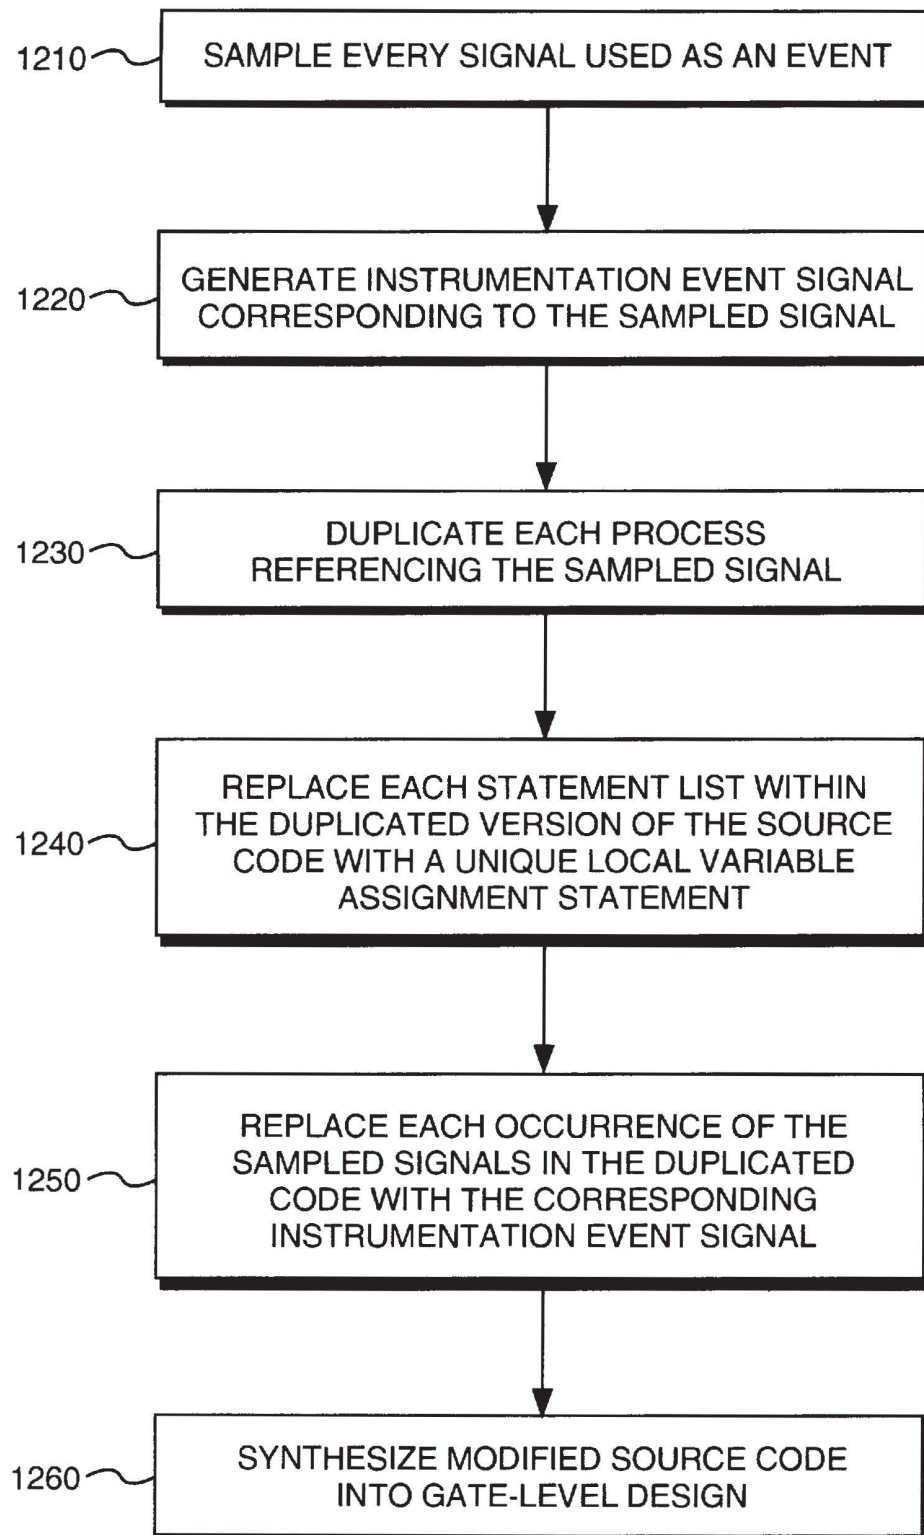 1210
SAMPLE EVERY SIGNAL USED AS AN EVENT
1220
GENERATE INSTRUMENTATION EVENT SIGNAL
CORRESPONDING TO THE SAMPLED SIGNAL
1230
DUPLICATE EACH PROCESS
REFERENCING THE SAMPLED SIGNAL
1240
REPLACE EACH STATEMENT LIST WITHIN
THE DUPLICATED VERSION OF THE SOURCE
CODE WITH A UNIQUE LOCAL VARIABLE
ASSIGNMENT STATEMENT
1250
REPLACE EACH OCCURRENCE OF THE
SAMPLED SIGNALS IN THE DUPLICATED
CODE WITH THE CORRESPONDING
INSTRUMENTATION EVENT SIGNAL
1260
SYNTHESIZE MODIFIED SOURCE CODE
INTO GATE-LEVEL DESIGN